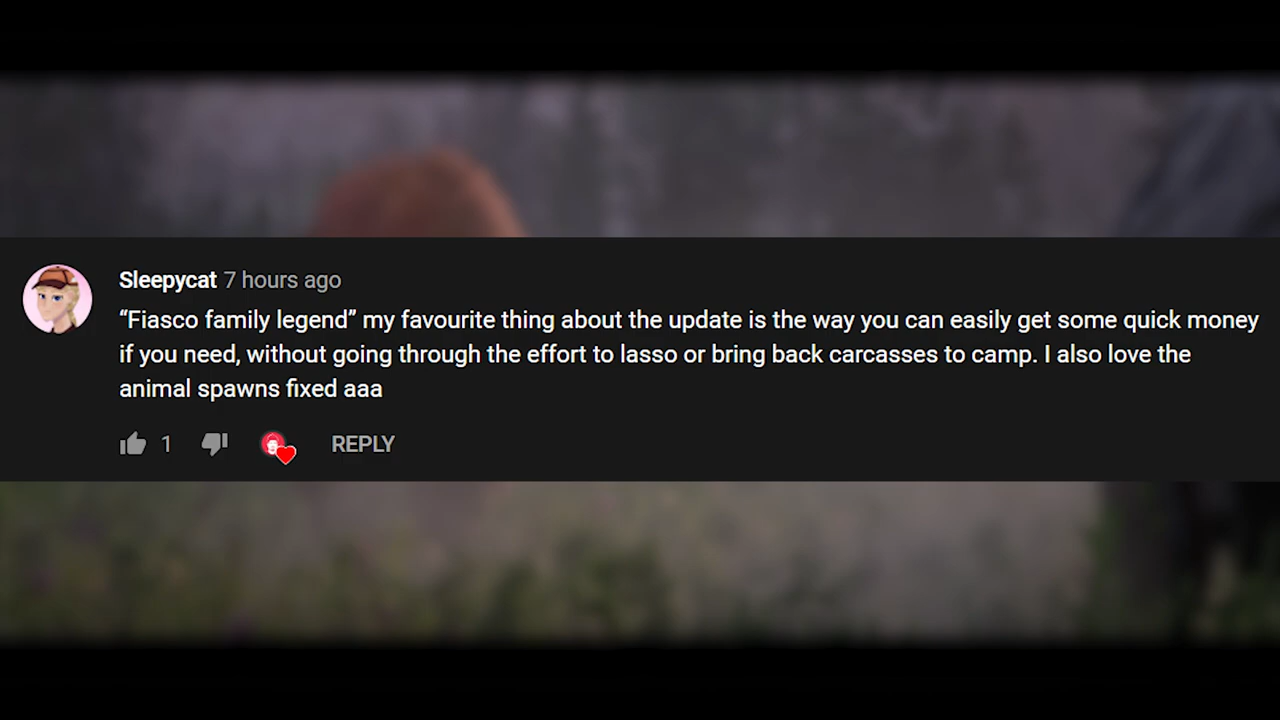 Sleepycat 7 hours ago
“Fiasco family legend” my favourite thing about the update is the way you can easily get some quick money
if you need, without going through the effort to lasso or bring back carcasses to camp. I also love the
animal spawns fixed aaa
1 REPLY